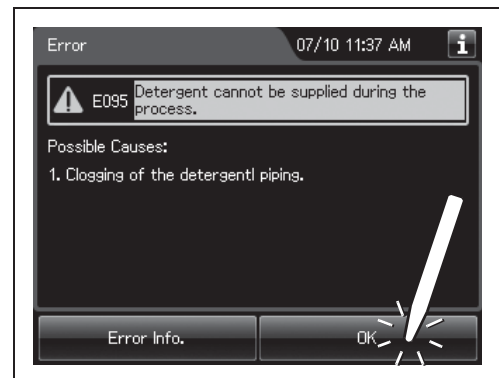 Error
07/10 11:37 AM
i
E095 Detergent cannot be supplied during the
process.
Possible Causes:
1. Clogging of the detergentl piping.
Error Info.
OK